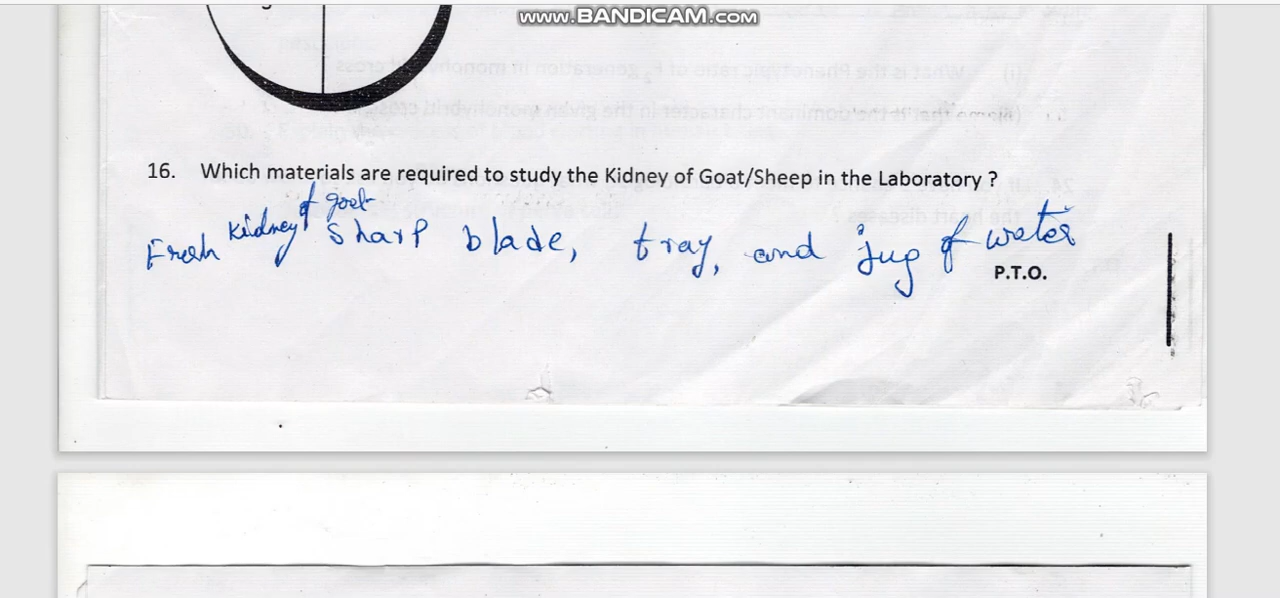 www.BANDICAM.com
16. Which materials are required to study the Kidney of Goat/Sheep in the Laboratory ?
Fresh Kidney of goat sharp blade, tray, and jug of water
P.T.O.